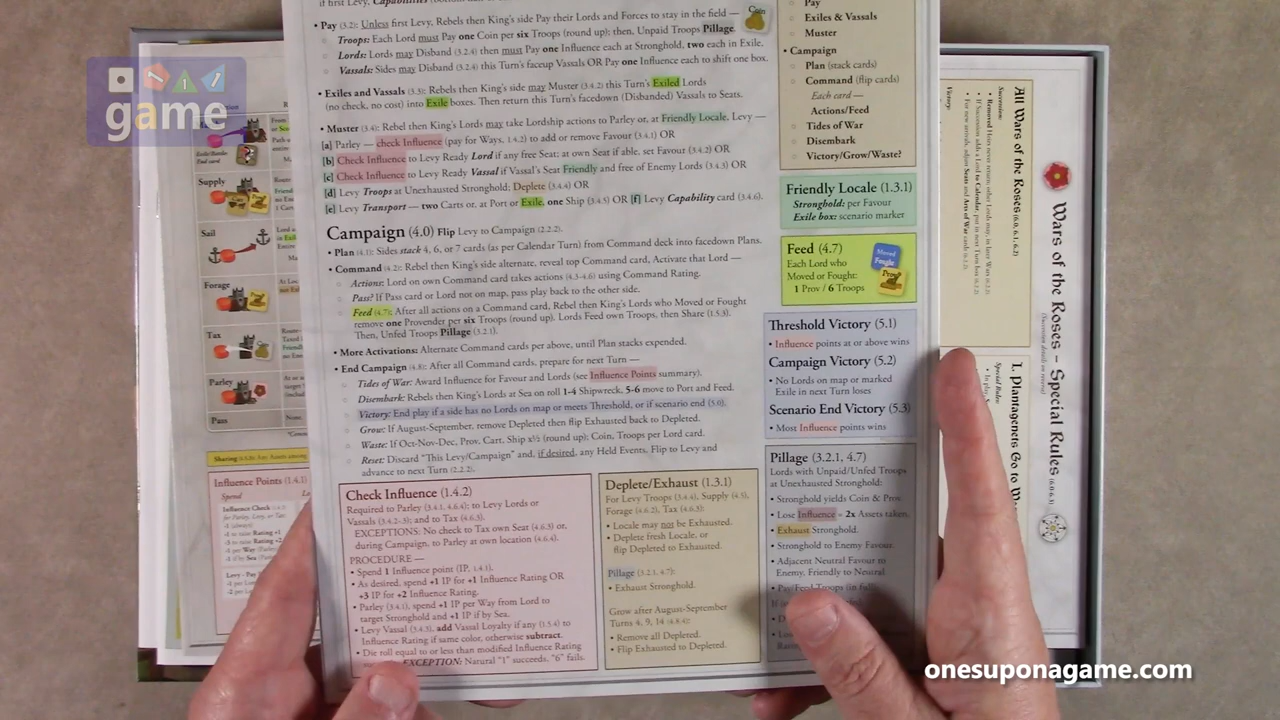 if first Levy,
• Pay (3.2): Unless first Levy, Rebels then King's side Pay their Lords and Forces to stay in the field —
Troops: Each Lord must Pay one Coin per six Troops (round up); then, Unpaid Troops Pillage.
Lords: Lords may Disband (3.2.4) then must Pay one Influence each at Stronghold, two each in Exile.
Vassals: Sides may Disband (3.2.4) this Turn's faceup Vassals OR Pay one Influence each to shift one box.
Coin
• Exiles and Vassals (3.3): Rebels then King's side may Muster (3.4.2) this Turn's Exiled Lords
(no check, no cost) into Exile boxes. Then return this Turn's facedown (Disbanded) Vassals to Seats.
• Muster (3.4): Rebel then King's Lords may take Lordship actions to Parley or, at Friendly Locale, Levy —
[a] Parley — check Influence (pay for Ways, 1.4.2) to add or remove Favour (3.4.1) OR
[b] Check Influence to Levy Ready Lord if any free Seat; at own Seat if able, set Favour (3.4.2) OR
[c] Check Influence to Levy Ready Vassal if Vassal's Seat Friendly and free of Enemy Lords (3.4.3) OR
[d] Levy Troops at Unexhausted Stronghold; Deplete (3.4.4) OR
[e] Levy Transport — two Carts or, at Port or Exile, one Ship (3.4.5) OR [f] Levy Capability card (3.4.6).
Campaign (4.0) Flip Levy to Campaign (2.2.2).
• Plan (4.1): Sides stack 4, 6, or 7 cards (as per Calendar Turn) from Command deck into facedown Plans.
• Command (4.2): Rebel then King's side alternate, reveal top Command card, Activate that Lord —
○ Actions: Lord on own Command card takes actions (4.3-4.6) using Command Rating.
○ Pass? If Pass card or Lord not on map, pass play back to the other side.
○ Feed (4.7): After all actions on a Command card, Rebel then King's Lords who Moved or Fought
remove one Provender per six Troops (round up). Lords Feed own Troops, then Share (1.5.3).
Then, Unfed Troops Pillage (3.2.1).
• More Activations: Alternate Command cards per above, until Plan stacks expended.
• End Campaign (4.8): After all Command cards, prepare for next Turn —
○ Tides of War: Award Influence for Favour and Lords (see Influence Points summary).
○ Disembark: Rebels then King's Lords at Sea on roll 1-4 Shipwreck, 5-6 move to Port and Feed.
○ Victory: End play if a side has no Lords on map or meets Threshold, or if scenario end (5.0).
○ Grow: If August-September, remove Depleted then flip Exhausted back to Depleted.
○ Waste: If Oct-Nov-Dec, Prov, Cart, Ship x½ (round up); Coin, Troops per Lord card.
○ Reset: Discard "This Levy/Campaign" and, if desired, any Held Events. Flip to Levy and
advance to next Turn (2.2.2).
Check Influence (1.4.2)
Required to Parley (3.4.1, 4.6.4); to Levy Lords or
Vassals (3.4.2-.3); and to Tax (4.6.3).
EXCEPTIONS: No check to Tax own Seat (4.6.3) or,
during Campaign, to Parley at own location (4.6.4).
PROCEDURE —
• Spend 1 Influence point (IP, 1.4.1).
• As desired, spend +1 IP for +1 Influence Rating OR
+3 IP for +2 Influence Rating.
• Parley (3.4.1), spend +1 IP per Way from Lord to
target Stronghold and +1 IP if by Sea.
• Levy Vassal (3.4.3), add Vassal Loyalty if any (1.5.4) to
Influence Rating if same color, otherwise subtract.
• Die roll equal to or less than modified Influence Rating
EXCEPTION: Natural "1" succeeds, "6" fails.
Deplete/Exhaust (1.3.1)
For Levy Troops (3.4.4), Supply (4.5),
Forage (4.6.2), Tax (4.6.3):
• Locale may not be Exhausted.
• Deplete fresh Locale, or
flip Depleted to Exhausted.
Pillage (3.2.1, 4.7):
• Exhaust Stronghold.
Grow after August-September
Turns 4, 9, 14 (4.8.4):
• Remove all Depleted.
• Flip Exhausted to Depleted.
○ Pay
○ Exiles & Vassals
○ Muster
• Campaign
○ Plan (stack cards)
○ Command (flip cards)
Each card —
○ Actions/Feed
○ Tides of War
○ Disembark
○ Victory/Grow/Waste?
Friendly Locale (1.3.1)
Stronghold: per Favour
Exile box: scenario market
Feed (4.7)
Each Lord who
Moved or Fought:
1 Prov / 6 Troops
Moved
Fought
Prov
Threshold Victory (5.1)
• Influence points at or above wins
Campaign Victory (5.2)
• No Lords on map or marked
Exile in next Turn loses
Scenario End Victory (5.3)
• Most Influence points wins
Pillage (3.2.1, 4.7)
Lords with Unpaid/Unfed Troops
at Unexhausted Stronghold:
• Stronghold yields Coin & Prov
• Lose Influence = 2x Assets taken.
• Exhaust Stronghold.
• Stronghold to Enemy Favour.
• Adjacent Neutral Favour to
Enemy, Friendly to Neutral.
• Pay/Feed Troops (in full)
Supply
Sail
Forage
Tax
Parley
Pass
Influence Points (1.4.1)
Spend
Influence Check
for Parley, Levy, or Tax:
Wars of the Roses – Special Rules (6.0-6.3)
All Wars of the Roses (6.0, 6.1, 6.2)
Succession:
Victory:
I. Plantagenets Go to
Special Rules:
game
onesuponagame.com